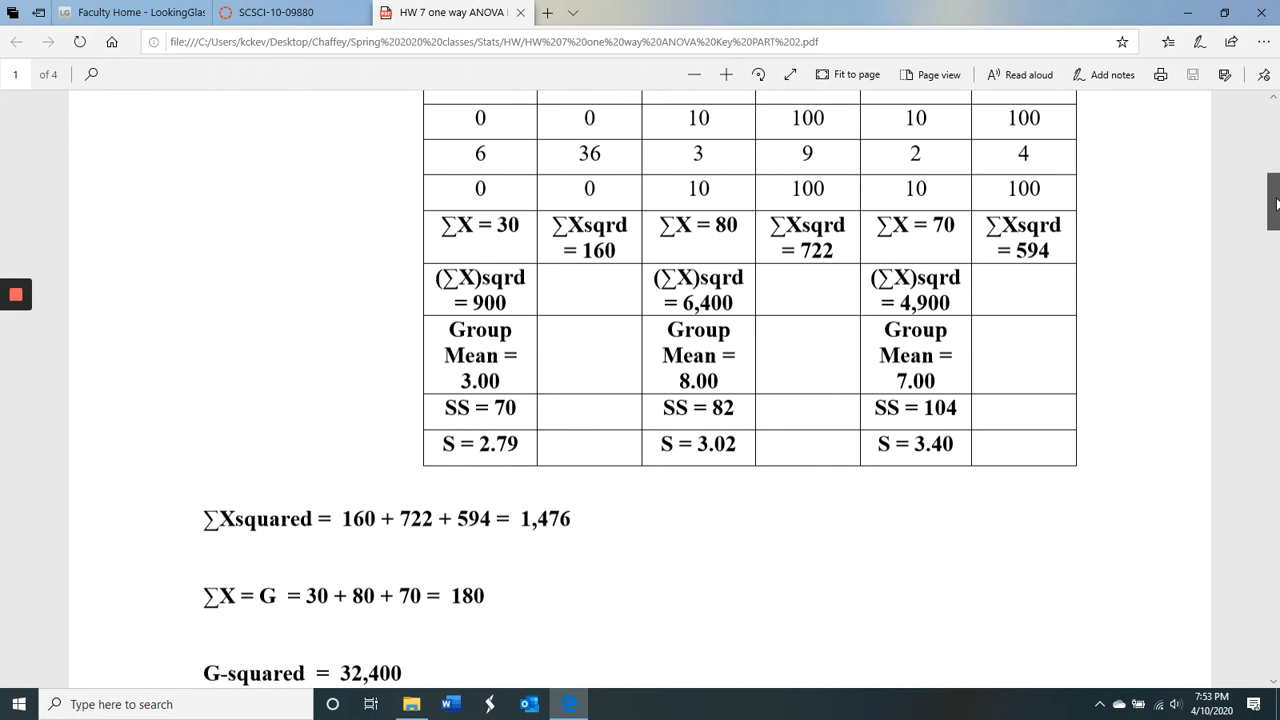 Faculty Home - LookingGlas
SCSCI-10-09880
HW 7 one way ANOVA
file:///C:/Users/kckev/Desktop/Chaffey/Spring%202020%20classes/Stats/HW/HW%207%20one%20way%20ANOVA%20Key%20PART%202.pdf
1 of 4
Fit to page
Page view
Read aloud
Add notes
0 0 10 100 10 100
6 36 3 9 2 4
0 0 10 100 10 100
∑X = 30 ∑Xsqrd ∑X = 80 ∑Xsqrd ∑X = 70 ∑Xsqrd
= 160 = 722 = 594
(∑X)sqrd (∑X)sqrd (∑X)sqrd
= 900 = 6,400 = 4,900
Group Group Group
Mean = Mean = Mean =
3.00 8.00 7.00
SS = 70 SS = 82 SS = 104
S = 2.79 S = 3.02 S = 3.40
∑Xsquared = 160 + 722 + 594 = 1,476
∑X = G = 30 + 80 + 70 = 180
G-squared = 32,400
Type here to search
7:53 PM
4/10/2020